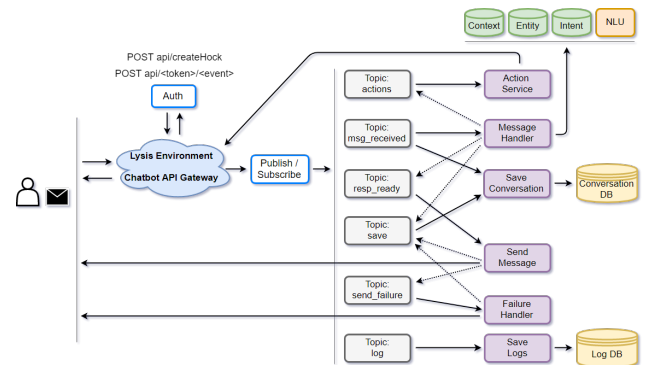 Context
Entity
Intent
NLU
POST api/createHock
POST api/<token>/<event>
Auth
Lysis Environment
Chatbot API Gateway
Publish /
Subscribe
Topic:
actions
Action
Service
Topic:
msg_received
Message
Handler
Topic:
resp_ready
Save
Conversation
Conversation
DB
Topic:
save
Send
Message
Topic:
send_failure
Failure
Handler
Topic:
log
Save
Logs
Log DB